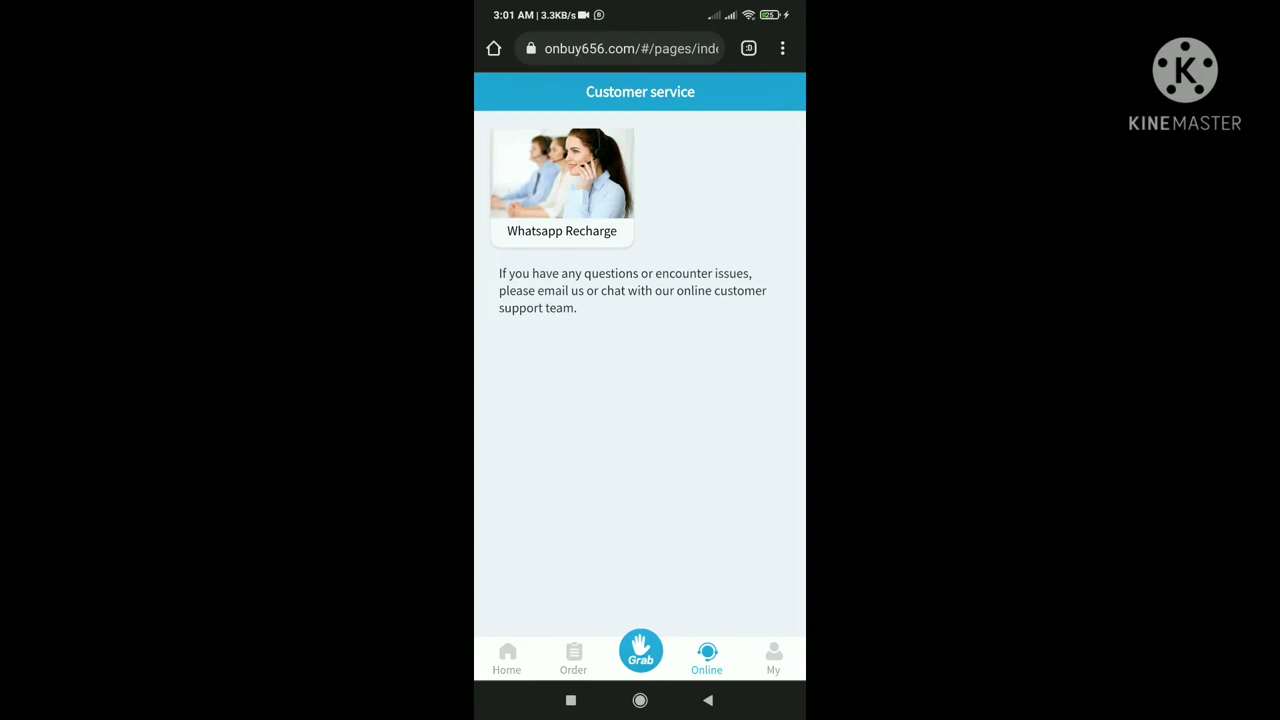 3:01 AM | 3.3KB/s
25
:D
onbuy656.com/#/pages/inde
Customer service
Whatsapp Recharge
If you have any questions or encounter issues,
please email us or chat with our online customer
support team.
Grab
Home
Order
Online
My
K
KINEMASTER